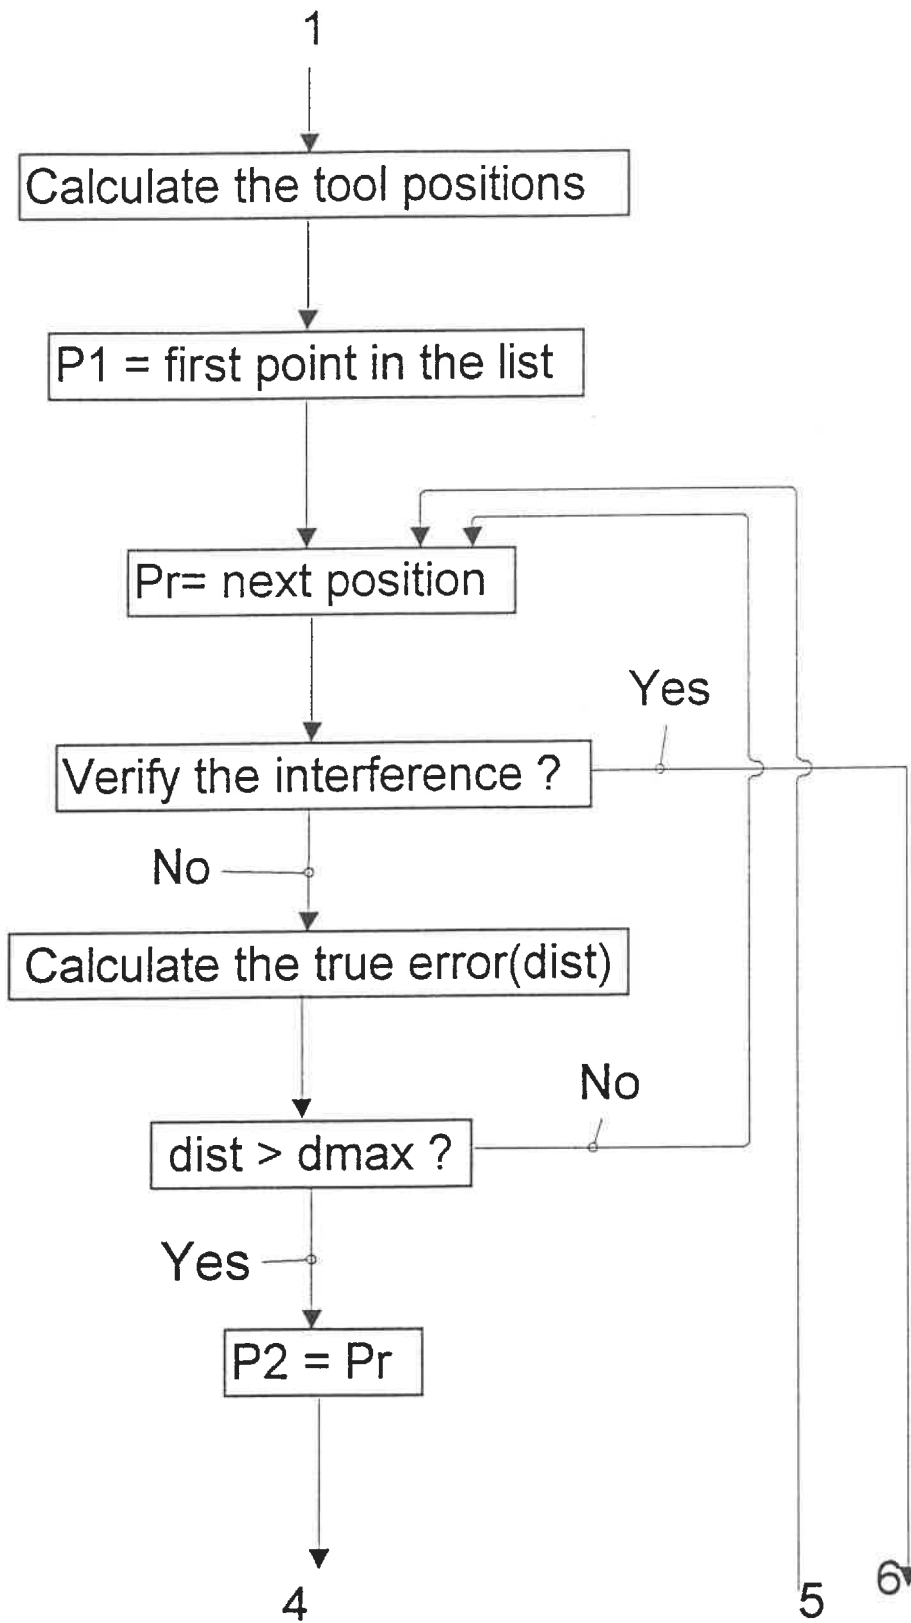 1
Calculate the tool positions
P1 = first point in the list
Pr= next position
Yes
Verify the interference ?
No
Calculate the true error(dist)
No
dist > dmax ?
Yes
P2 = Pr
4
5
6